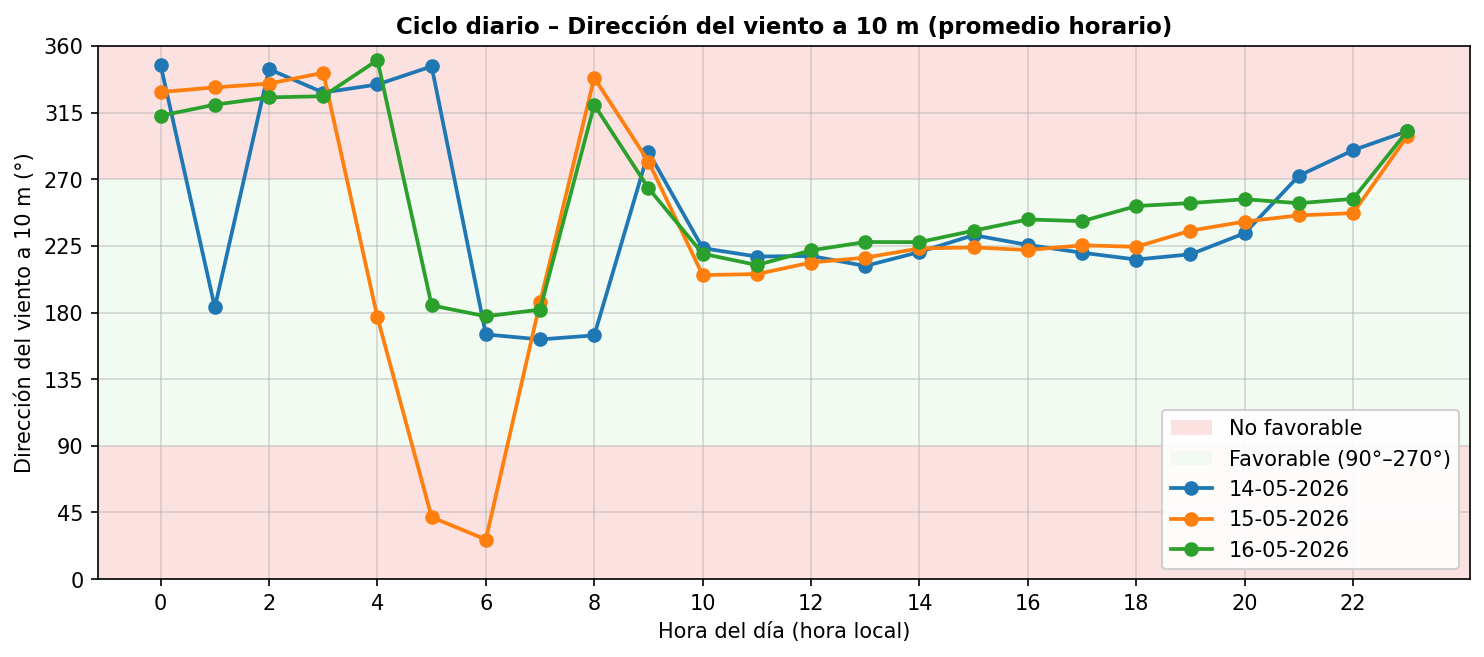 Ciclo diario – Dirección del viento a 10 m (promedio horario)
Dirección del viento a 10 m (°)
360
315
270
225
180
135
90
45
0
0 2 4 6 8 10 12 14 16 18 20 22
Hora del día (hora local)
No favorable
Favorable (90°–270°)
14-05-2026
15-05-2026
16-05-2026